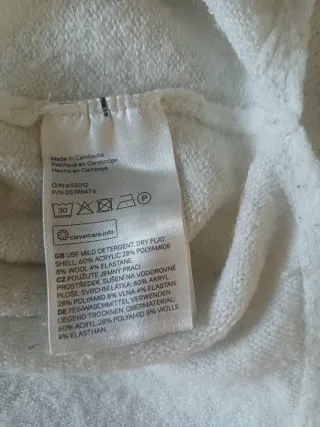 Made in Cambodia
Fabriqué en Cambodge
Hecho en Camboya
O/N 655012
P/N 0519847 6
30 P
clevercare.info
GB USE MILD DETERGENT. DRY FLAT.
SHELL: 60% ACRYLIC 28% POLYAMIDE
8% WOOL 4% ELASTANE.
CZ POUŽIJTE JEMNÝ PRACÍ
PROSTŘEDEK. SUŠENÍ NA VODOROVNÉ
PLOŠE. SVRCHNÍ LÁTKA: 60% AKRYL
28% POLYAMID 8% VLNA 4% ELASTAN.
DE FEINWASCHMITTEL VERWENDEN.
LIEGEND TROCKNEN. OBERMATERIAL:
60% ACRYL 28% POLYAMID 8% WOLLE
4% ELASTHAN.